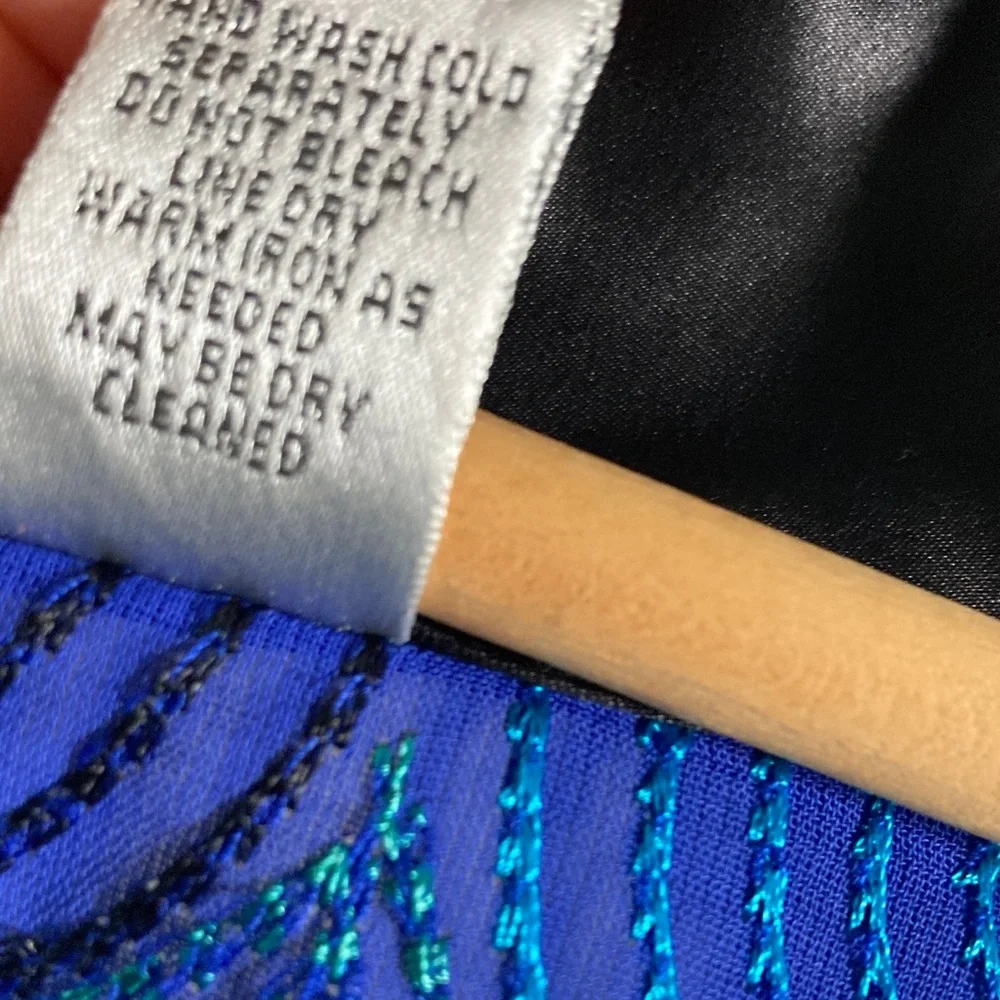 HAND WASH COLD
SEPARATELY
DO NOT BLEACH
LINE DRY
WARM IRON AS
NEEDED
MAY BE DRY
CLEANED